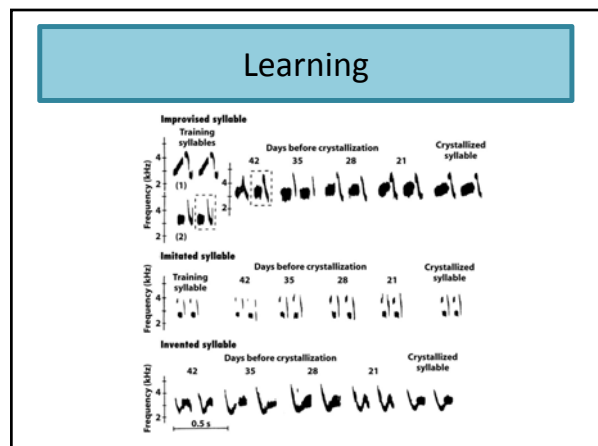 Learning
Improvised syllable
Training syllables
Days before crystallization
Crystallized syllable
42 35 28 21
Frequency (kHz)
4
2
4
2
4
2
(1)
(2)
Imitated syllable
Training syllable
Days before crystallization
Crystallized syllable
42 35 28 21
Frequency (kHz)
4
2
Invented syllable
Days before crystallization
Crystallized syllable
42 35 28 21
Frequency (kHz)
4
2
0.5 s